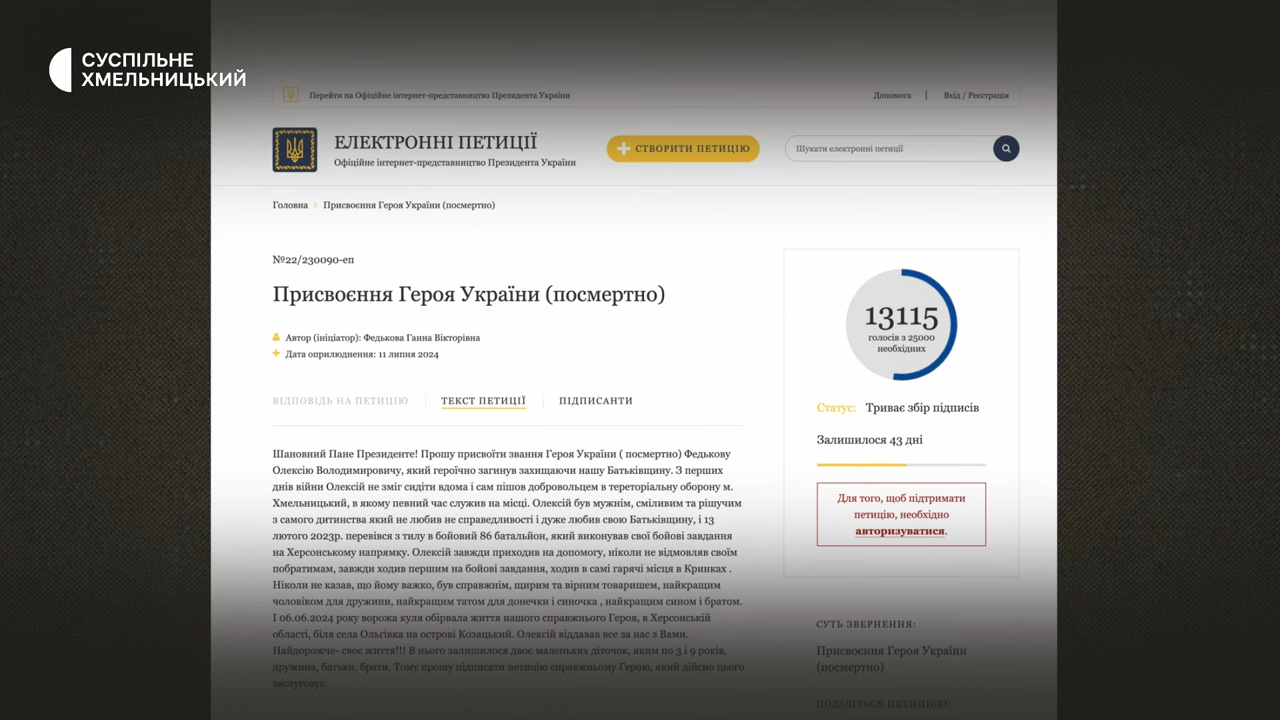 СУСПІЛЬНЕ
ХМЕЛЬНИЦЬКИЙ
Перейти на Офіційне інтернет-представництво Президента України
Допомога | Вхід / Реєстрація
ЕЛЕКТРОННІ ПЕТИЦІЇ
Офіційне інтернет-представництво Президента України
СТВОРИТИ ПЕТИЦІЮ
Шукати електронні петиції
Головна › Присвоєння Героя України (посмертно)
№22/230090-еп
Присвоєння Героя України (посмертно)
Автор (ініціатор): Федькова Ганна Вікторівна
Дата оприлюднення: 11 липня 2024
ВІДПОВІДЬ НА ПЕТИЦІЮ
ТЕКСТ ПЕТИЦІЇ
ПІДПИСАТИ
Шановний Пане Президенте! Прошу присвоїти звання Героя України ( посмертно) Федькову
Олексію Володимировичу, який героїчно загинув захищаючи нашу Батьківщину. З перших
днів війни Олексій не зміг сидіти вдома і сам пішов добровольцем в тереторіальну оборону м.
Хмельницький, в якому певний час служив на місці. Олексій був мужнім, сміливим та рішучим
з самого дитинства який не любив не справедливості і дуже любив свою Батьківщину, і 13
лютого 2023р. перевівся з тилу в бойовий 86 батальйон, який виконував свої бойові завдання
на Херсонському напрямку. Олексій завжди приходив на допомогу, ніколи не відмовляв своїм
побратимам, завжди ходив першим на бойові завдання, ходив в самі гарячі місця в Кринках .
Ніколи не казав, що йому важко, був справжнім, щирим та вірним товаришем, найкращим
чоловіком для дружини, найкращим татом для донечки і синочка , найкращим сином і братом.
І 06.06.2024 року ворожа куля обірвала життя нашого справжнього Героя, в Херсонській
області, біля села Ольгівка на острові Козацький. Олексій віддавав все за нас з Вами.
Найдорожче- своє життя!!! В нього залишилося двоє маленьких діточок, яким по 3 і 9 років,
дружина, батьки, брати. Тому прошу підписати петицію справжньому Герою, який дійсно цього
заслуговує.
13115
голосів з 25000
необхідних
Статус: Триває збір підписів
Залишилося 43 дні
Для того, щоб підтримати
петицію, необхідно
авторизуватися.
СУТЬ ЗВЕРНЕННЯ:
Присвоєння Героя України
(посмертно)
ПОДІЛІТЬСЯ ПЕТИЦІЄЮ: